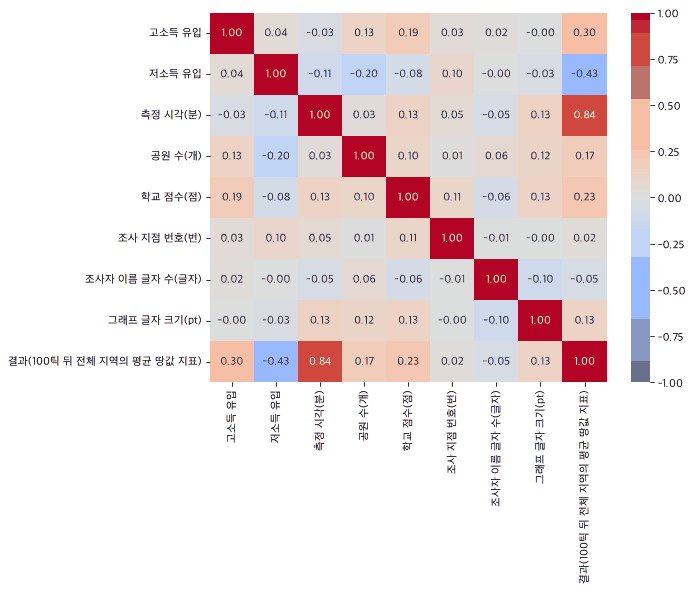 고소득 유입 1.00 0.04 -0.03 0.13 0.19 0.03 0.02 -0.00 0.30
저소득 유입 0.04 1.00 -0.11 -0.20 -0.08 0.10 -0.00 -0.03 -0.43
측정 시각(분) -0.03 -0.11 1.00 0.03 0.13 0.05 -0.05 0.13 0.84
공원 수(개) 0.13 -0.20 0.03 1.00 0.10 0.01 0.06 0.12 0.17
학교 점수(점) 0.19 -0.08 0.13 0.10 1.00 0.11 -0.06 0.13 0.23
조사 지점 번호(번) 0.03 0.10 0.05 0.01 0.11 1.00 -0.01 -0.00 0.02
조사자 이름 글자 수(글자) 0.02 -0.00 -0.05 0.06 -0.06 -0.01 1.00 -0.10 -0.05
그래프 글자 크기(pt) -0.00 -0.03 0.13 0.12 0.13 -0.00 -0.10 1.00 0.13
결과(100틱 뒤 전체 지역의 평균 땅값 지표) 0.30 -0.43 0.84 0.17 0.23 0.02 -0.05 0.13 1.00
고소득 유입
저소득 유입
측정 시각(분)
공원 수(개)
학교 점수(점)
조사 지점 번호(번)
조사자 이름 글자 수(글자)
그래프 글자 크기(pt)
결과(100틱 뒤 전체 지역의 평균 땅값 지표)
1.00
0.75
0.50
0.25
0.00
-0.25
-0.50
-0.75
-1.00